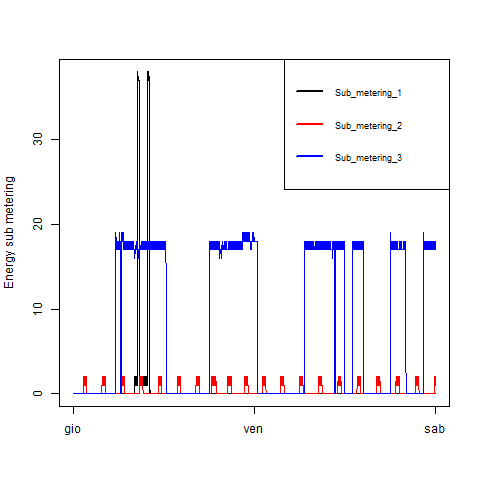 Sub_metering_1
Sub_metering_2
Sub_metering_3
Energy sub metering
30
20
10
0
gio ven sab